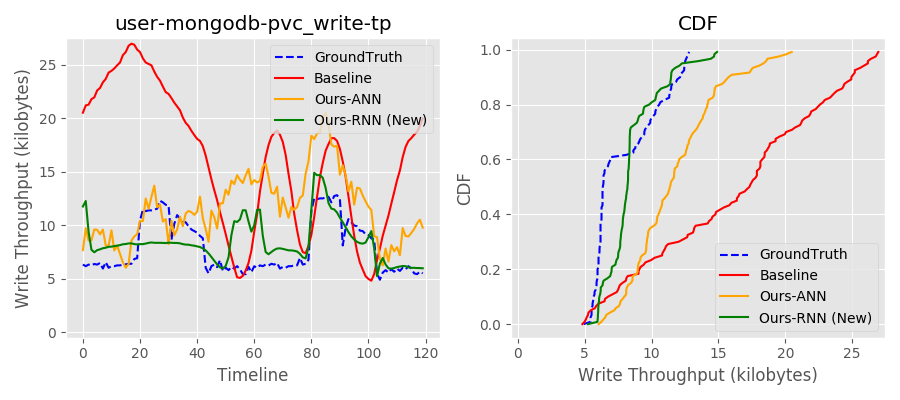 user-mongodb-pvc_write-tp
Write Throughput (kilobytes)
25
20
15
10
5
0
0
20
40
60
80
100
120
Timeline
GroundTruth
Baseline
Ours-ANN
Ours-RNN (New)
CDF
CDF
1.0
0.8
0.6
0.4
0.2
0.0
0
5
10
15
20
25
Write Throughput (kilobytes)
GroundTruth
Baseline
Ours-ANN
Ours-RNN (New)